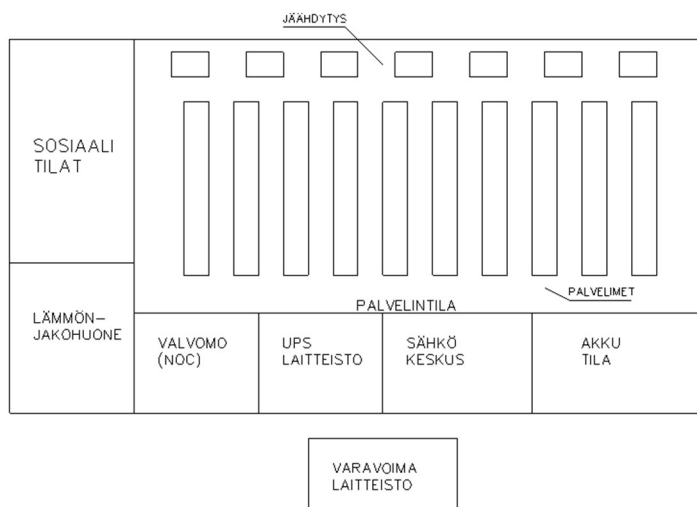 JÄÄHDYTYS
SOSIAALI
TILAT
PALVELIMET
PALVELINTILA
LÄMMÖN-
JAKOHUONE
VALVOMO
(NOC)
UPS
LAITTEISTO
SÄHKÖ
KESKUS
AKKU
TILA
VARAVOIMA
LAITTEISTO